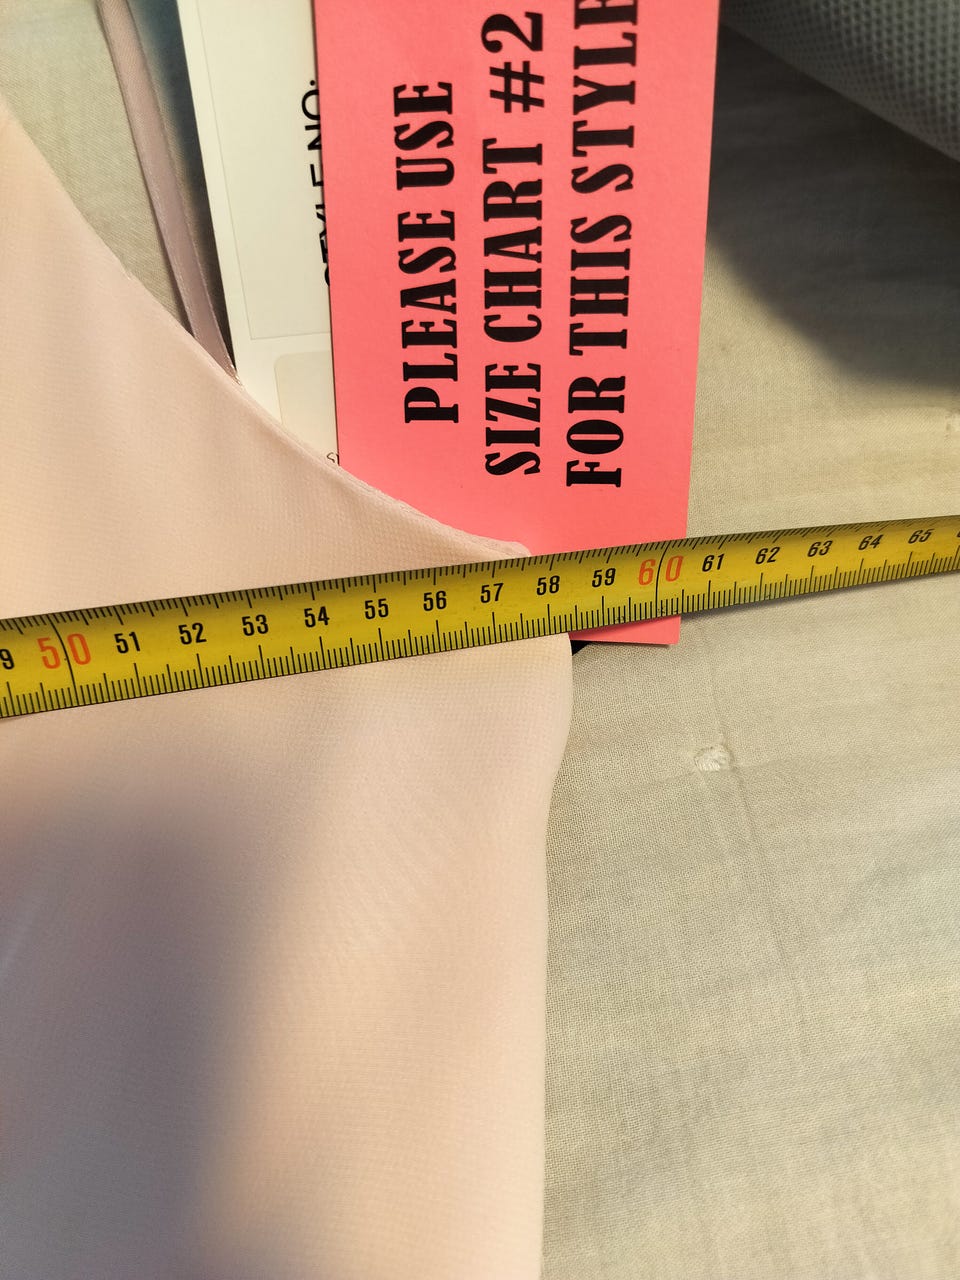 PLEASE USE
SIZE CHART #2
FOR THIS STYLE
STYLE NO:
50 51 52 53 54 55 56 57 58 59 60 61 62 63 64 65